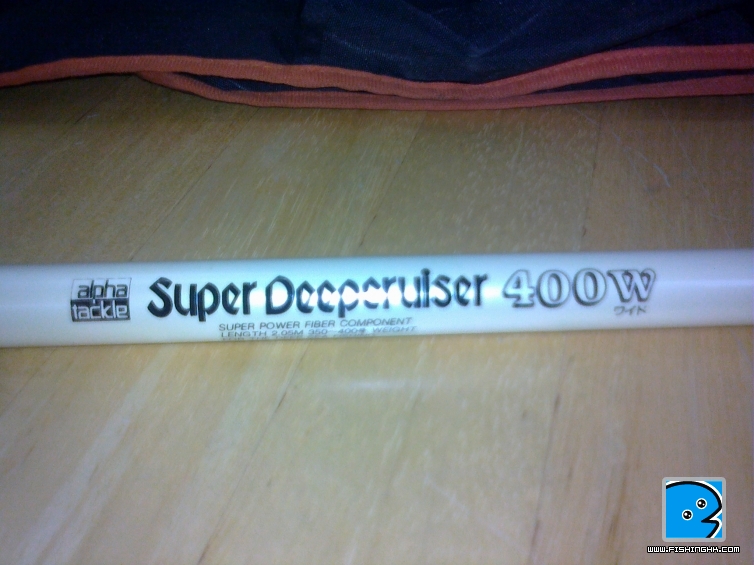 alpha
tackle
Super Deepcruiser 400W
ワイド
SUPER POWER FIBER COMPONENT
LENGTH 2.05M 350–400号 WEIGHT
www.FISHINGHK.com